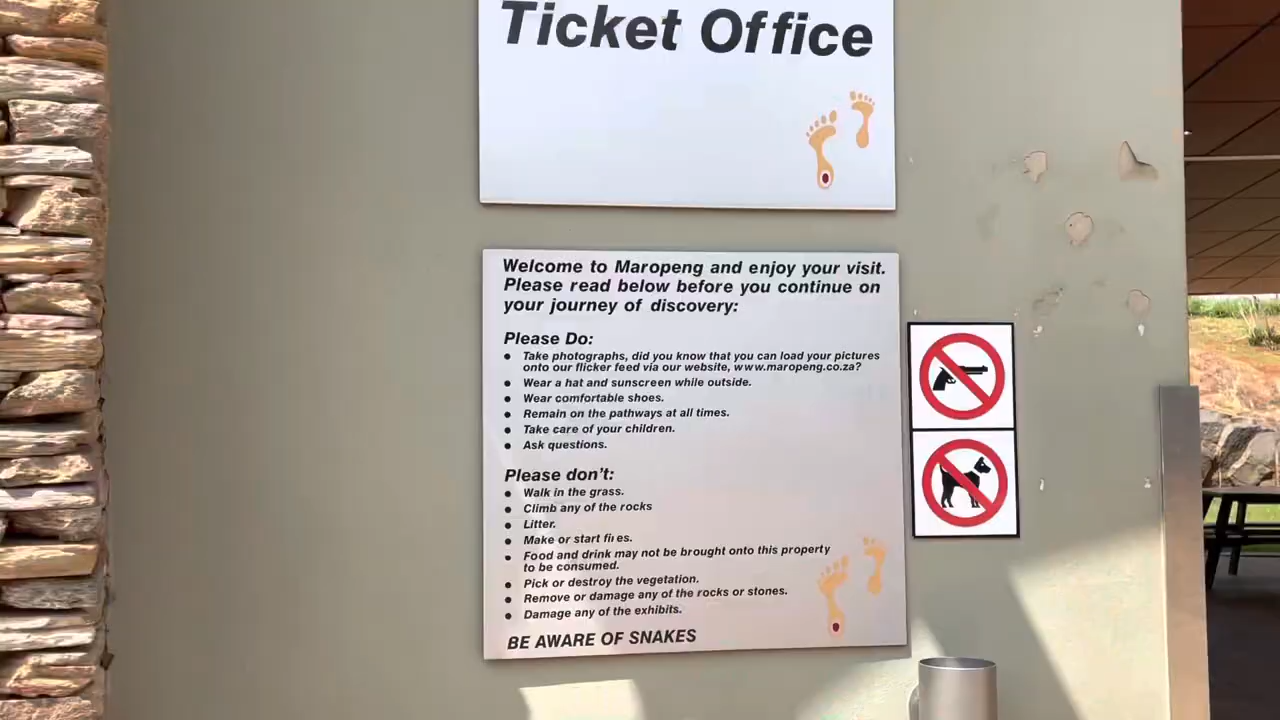 Ticket Office
Welcome to Maropeng and enjoy your visit.
Please read below before you continue on
your journey of discovery:
Please Do:
• Take photographs, did you know that you can load your pictures
onto our flicker feed via our website, www.maropeng.co.za?
• Wear a hat and sunscreen while outside.
• Wear comfortable shoes.
• Remain on the pathways at all times.
• Take care of your children.
• Ask questions.
Please don't:
• Walk in the grass.
• Climb any of the rocks
• Litter.
• Make or start fires.
• Food and drink may not be brought onto this property
to be consumed.
• Pick or destroy the vegetation.
• Remove or damage any of the rocks or stones.
• Damage any of the exhibits.
BE AWARE OF SNAKES